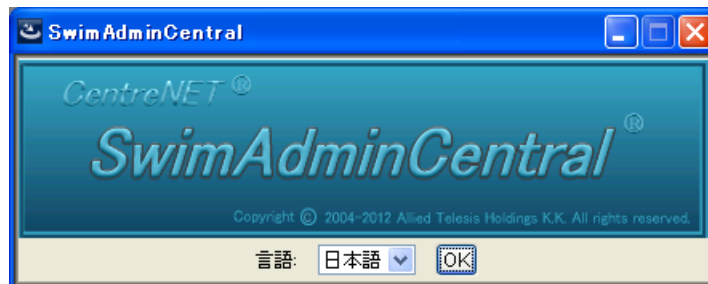 SwimAdminCentral
CentreNET®
SwimAdminCentral®
Copyright © 2004-2012 Allied Telesis Holdings K.K. All rights reserved.
言語: 日本語 OK